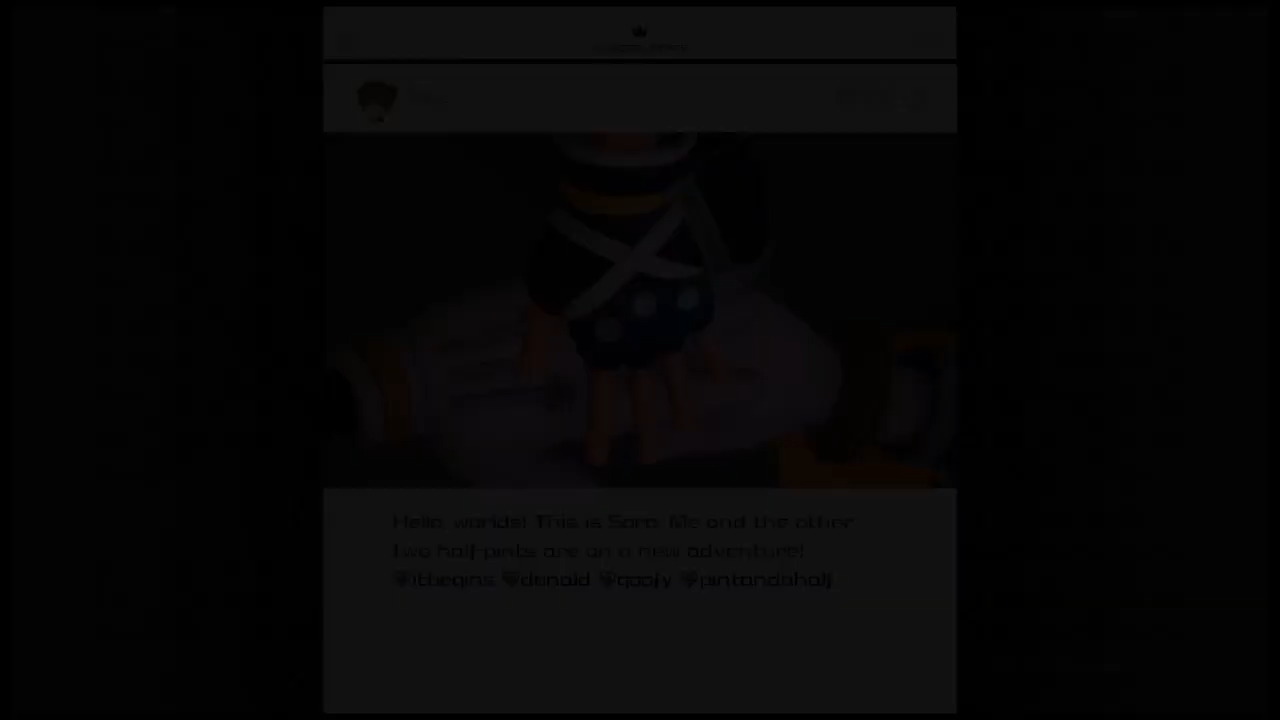 Hello, worlds! This is Sora. Me and the other
two half-pints are on a new adventure!
itbegins donald goofy pintandahalf